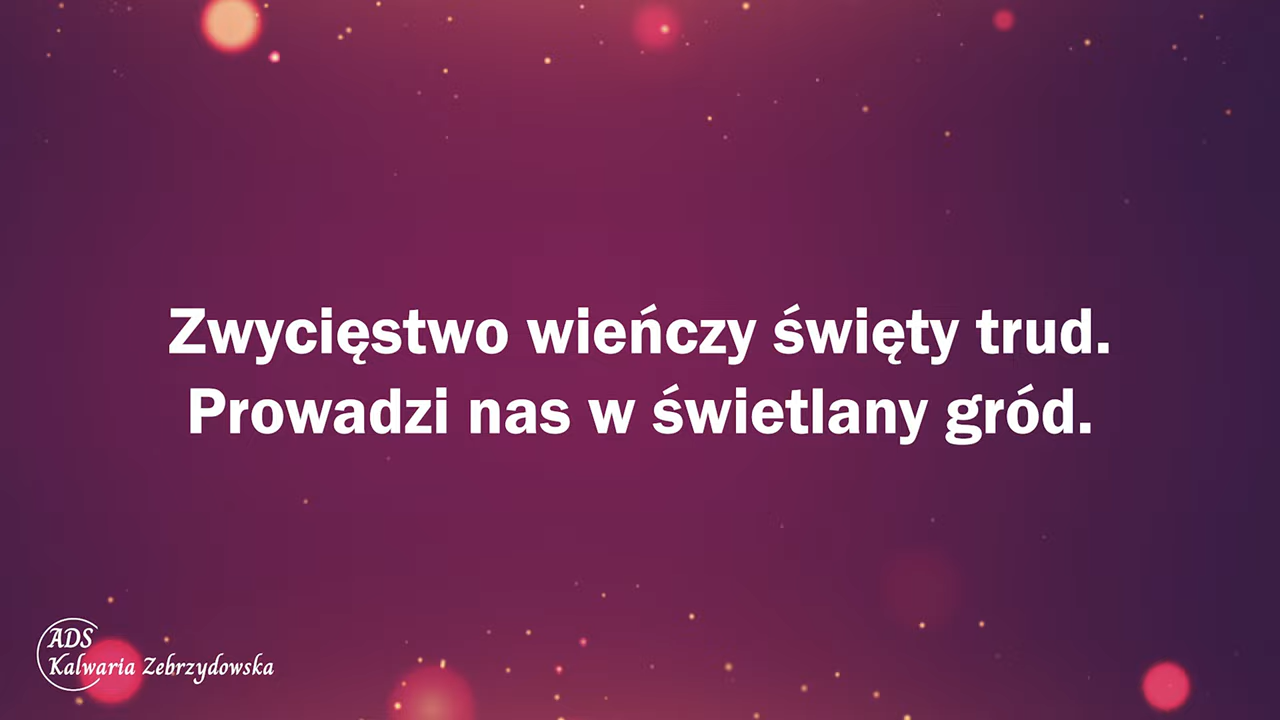 Zwycięstwo wieńczy święty trud.
Prowadzi nas w świetlany gród.
ADS
Kalwaria Zebrzydowska